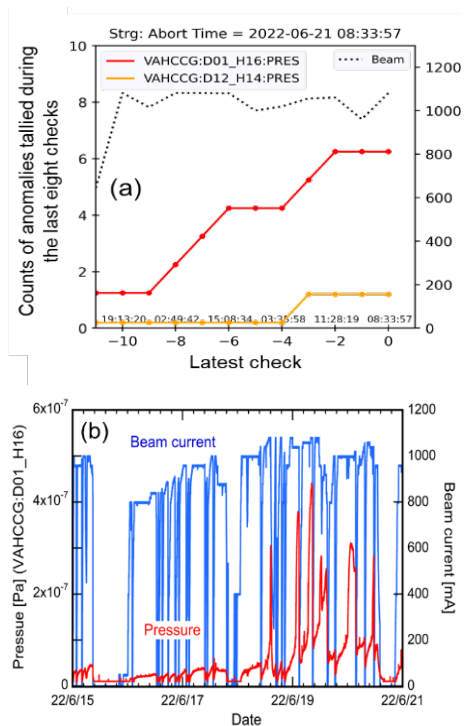 Strg: Abort Time = 2022-06-21 08:33:57
VAHCCG:D01_H16:PRES
VAHCCG:D12_H14:PRES
Beam
(a)
Counts of anomalies tallied during
the last eight checks
10
8
6
4
2
0
1200
1000
800
600
400
200
0
19:13:20 02:49:42 15:08:34 03:35:58 11:28:19 08:33:57
−10 −8 −6 −4 −2 0
Latest check
(b)
Beam current
Pressure
Pressue [Pa] (VAHCCG:D01_H16)
6x10-7
4x10-7
2x10-7
0
1200
1000
800
600
400
200
0
Beam current [mA]
22/6/15 22/6/17 22/6/19 22/6/21
Date